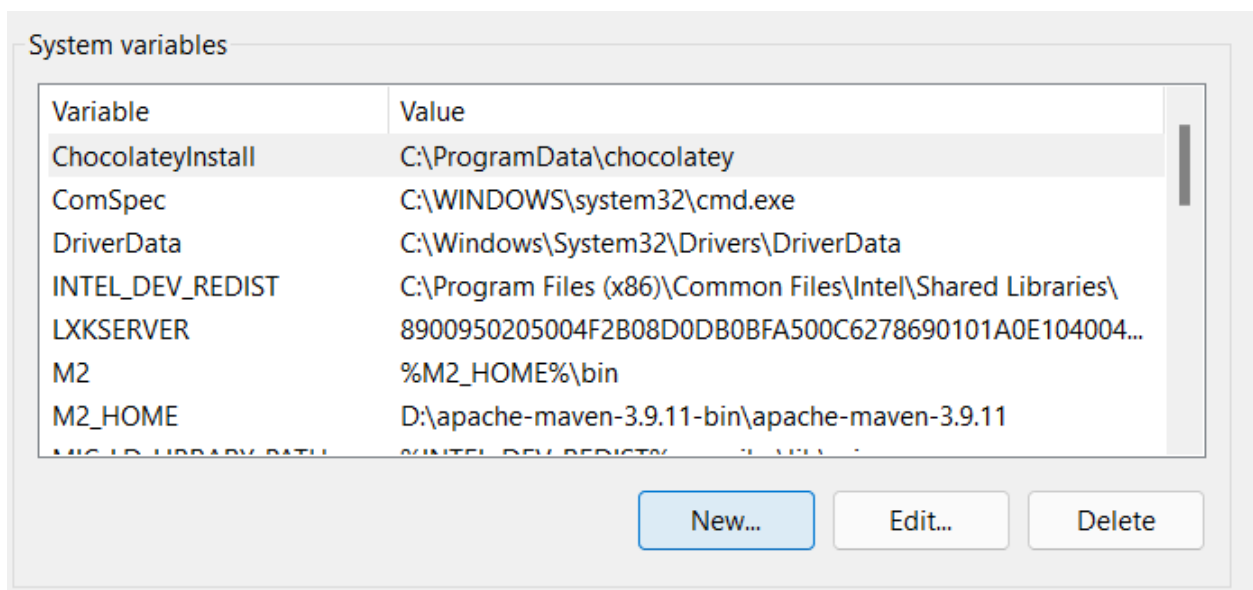 System variables
Variable Value
ChocolateyInstall C:\ProgramData\chocolatey
ComSpec C:\WINDOWS\system32\cmd.exe
DriverData C:\Windows\System32\Drivers\DriverData
INTEL_DEV_REDIST C:\Program Files (x86)\Common Files\Intel\Shared Libraries\
LXKSERVER 8900950205004F2B08D0DB0BFA500C6278690101A0E104004...
M2 %M2_HOME%\bin
M2_HOME D:\apache-maven-3.9.11-bin\apache-maven-3.9.11
New... Edit... Delete